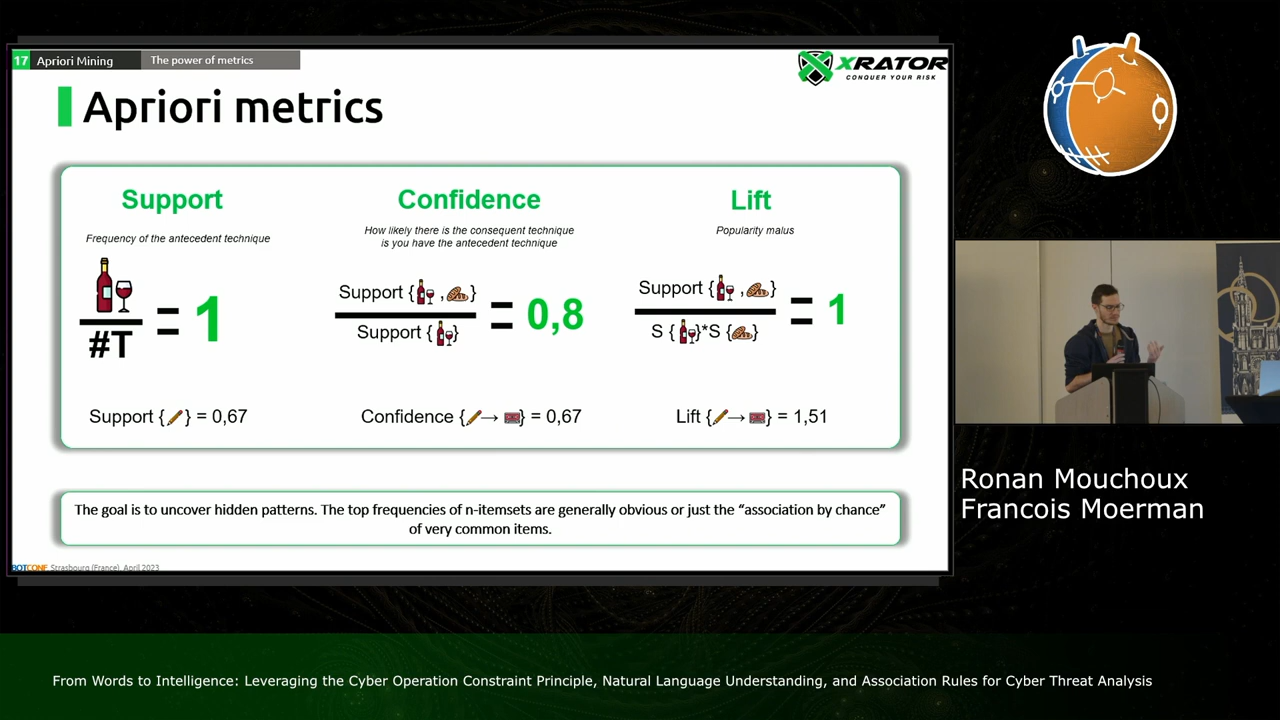 17 Apriori Mining The power of metrics
XRATOR
CONQUER YOUR RISK
Apriori metrics
Support
Frequency of the antecedent technique
#T
= 1
Confidence
How likely there is the consequent technique
is you have the antecedent technique
Support { , }
Support { }
= 0,8
Lift
Popularity malus
Support { , }
S { }*S { }
= 1
Support { } = 0,67
Confidence { → } = 0,67
Lift { → } = 1,51
The goal is to uncover hidden patterns. The top frequencies of n-itemsets are generally obvious or just the “association by chance”
of very common items.
BOTCONF, Strasbourg (France), April 2023
Ronan Mouchoux
Francois Moerman
From Words to Intelligence: Leveraging the Cyber Operation Constraint Principle, Natural Language Understanding, and Association Rules for Cyber Threat Analysis